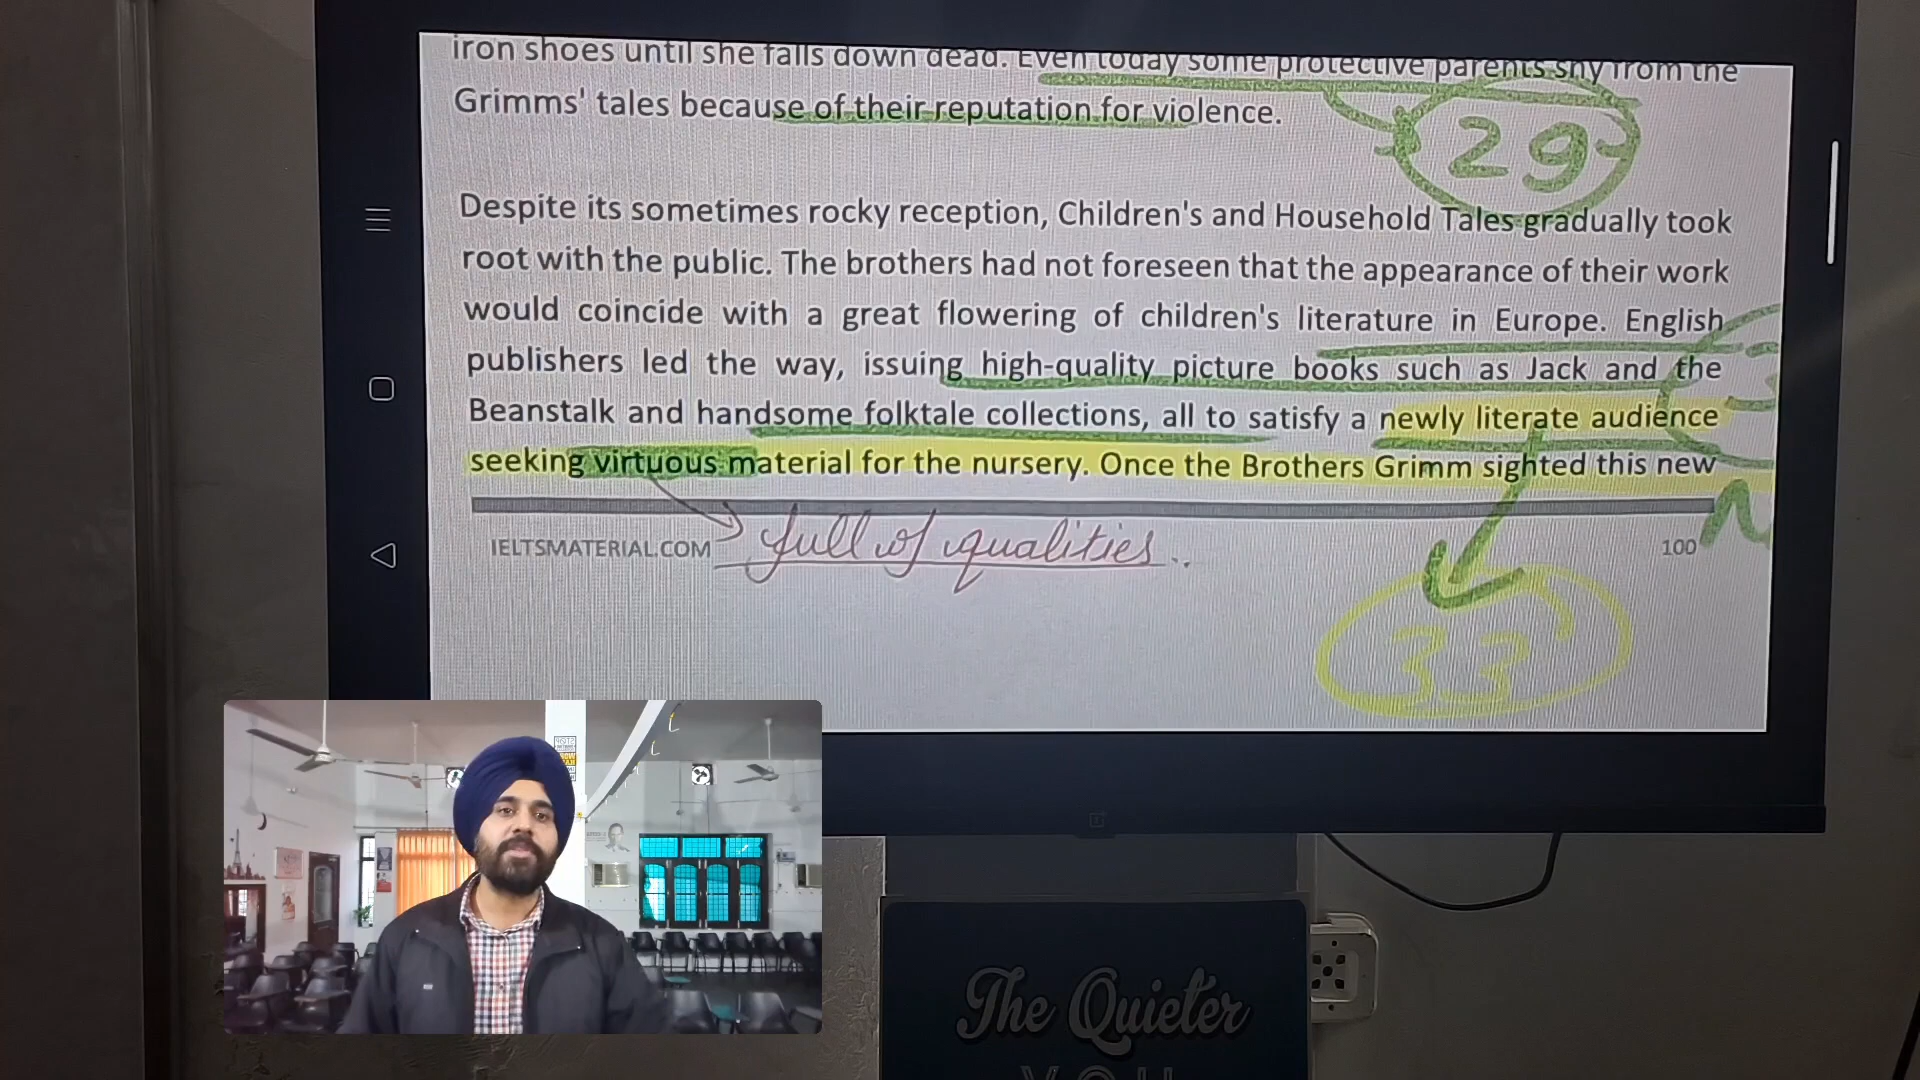 iron shoes until she falls down dead. Even today some protective parents shy from the
Grimms' tales because of their reputation for violence.
29
Despite its sometimes rocky reception, Children's and Household Tales gradually took
root with the public. The brothers had not foreseen that the appearance of their work
would coincide with a great flowering of children's literature in Europe. English
publishers led the way, issuing high-quality picture books such as Jack and the
Beanstalk and handsome folktale collections, all to satisfy a newly literate audience
seeking virtuous material for the nursery. Once the Brothers Grimm sighted this new
full of qualities..
IELTSMATERIAL.COM
100
33
The Quieter
YOU